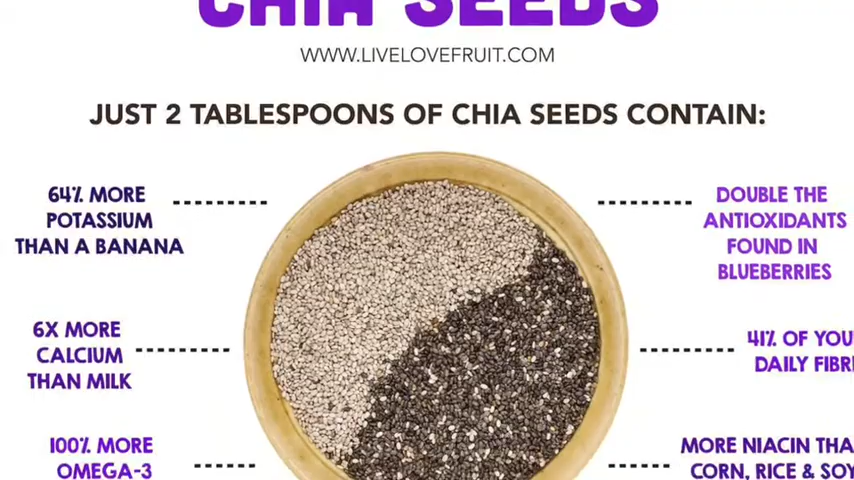 CHIA SEEDS
WWW.LIVELOVEFRUIT.COM
JUST 2 TABLESPOONS OF CHIA SEEDS CONTAIN:
64% MORE
POTASSIUM
THAN A BANANA
DOUBLE THE
ANTIOXIDANTS
FOUND IN
BLUEBERRIES
6X MORE
CALCIUM
THAN MILK
41% OF YOU
DAILY FIBR
100% MORE
OMEGA-3
MORE NIACIN THA
CORN, RICE & SOY